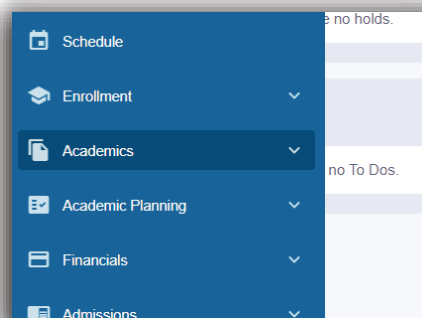 Schedule
e no holds.
Enrollment
Academics
no To Dos.
Academic Planning
Financials
Admissions